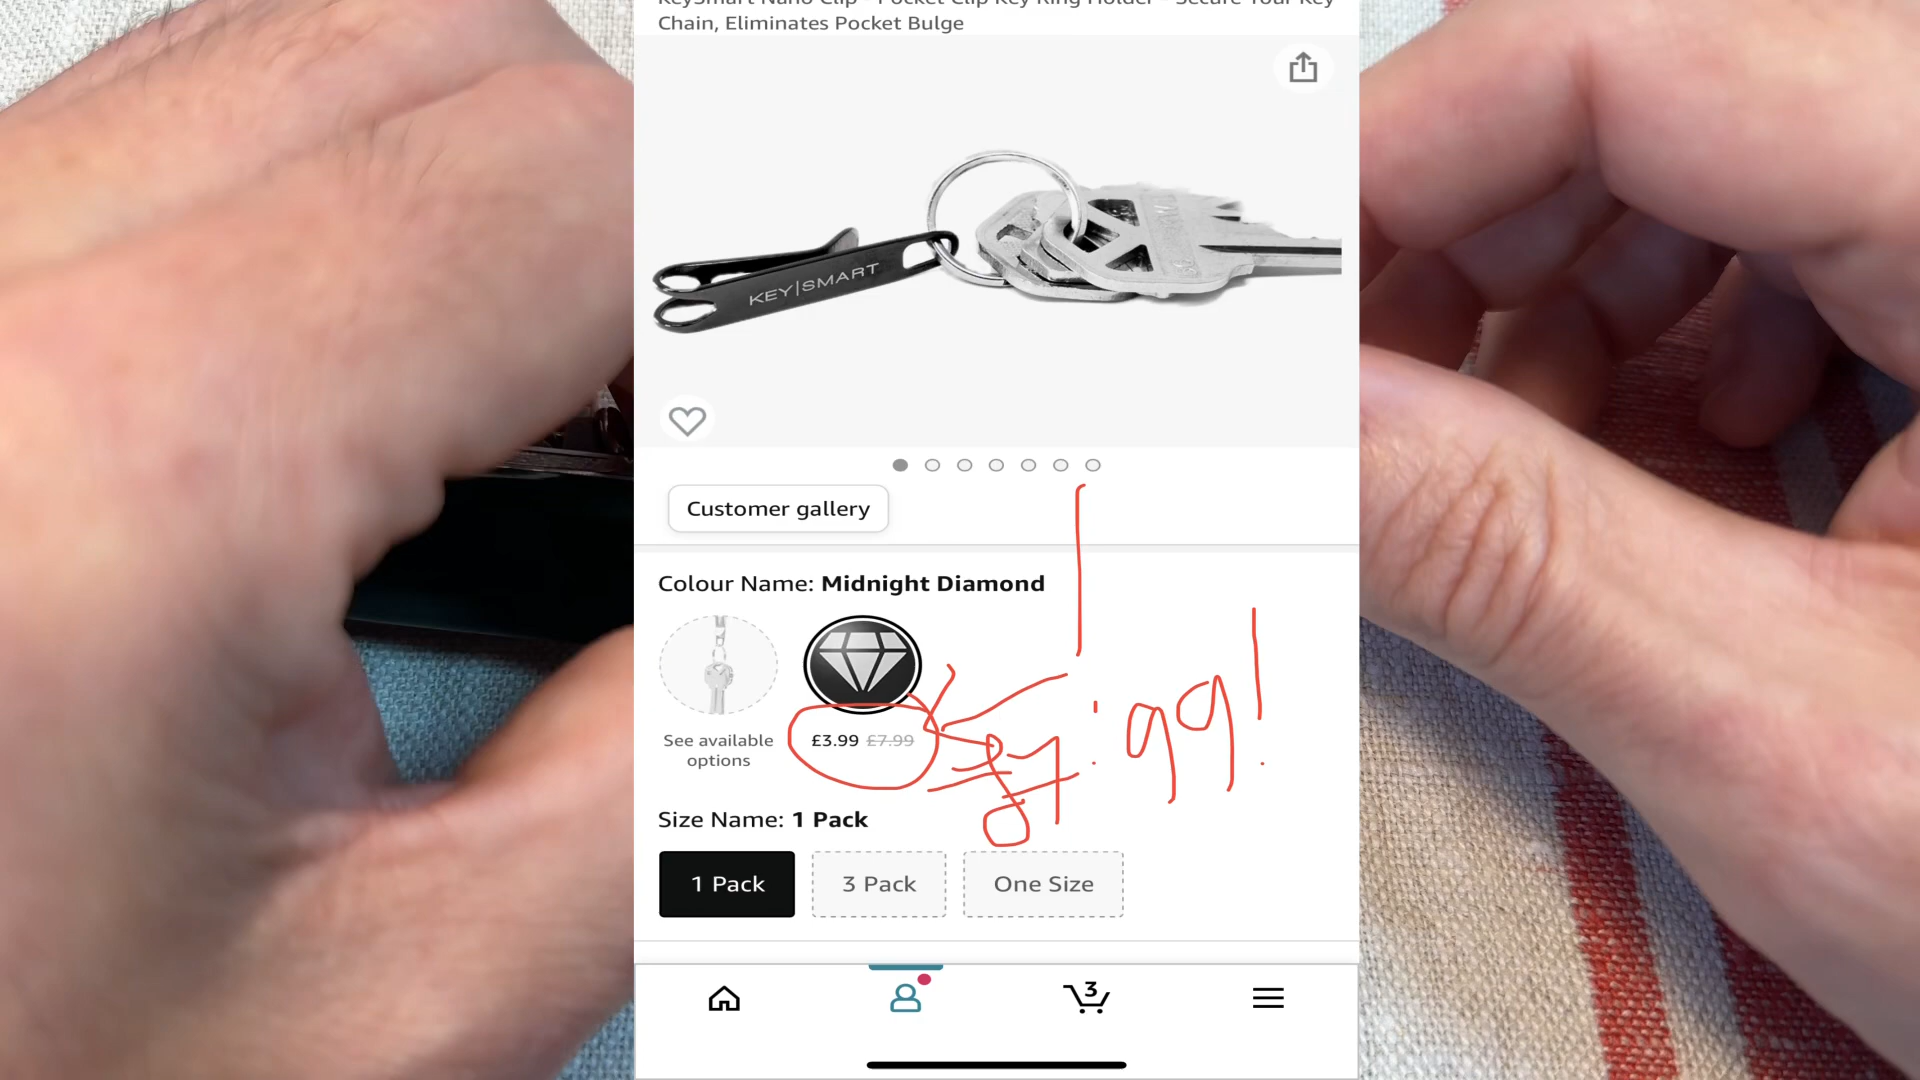 Chain, Eliminates Pocket Bulge
KEY|SMART
Customer gallery
Colour Name: Midnight Diamond
See available
options
£3.99 £7.99
99!
Size Name: 1 Pack
1 Pack
3 Pack
One Size
3